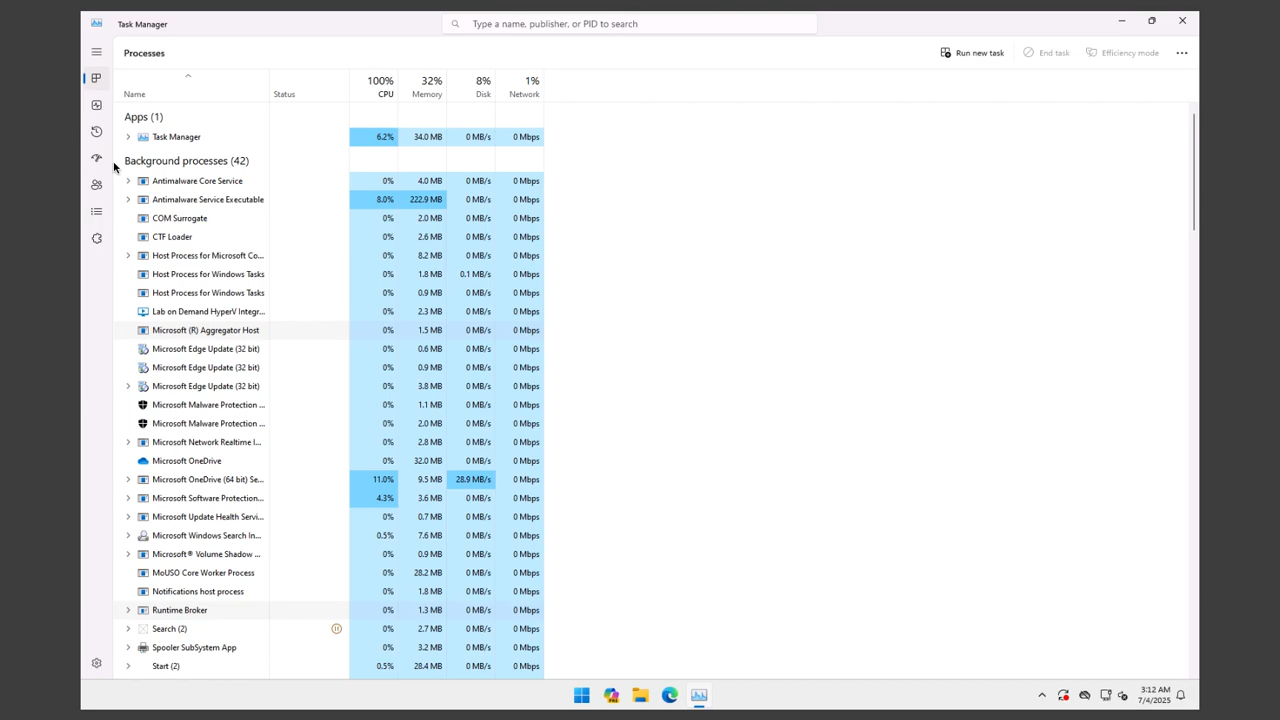 Task Manager
Type a name, publisher, or PID to search
Processes
Run new task
End task
Efficiency mode
100% 32% 8% 1%
Name Status CPU Memory Disk Network
Apps (1)
Task Manager 6.2% 34.0 MB 0 MB/s 0 Mbps
Background processes (42)
Antimalware Core Service 0% 4.0 MB 0 MB/s 0 Mbps
Antimalware Service Executable 8.0% 222.9 MB 0 MB/s 0 Mbps
COM Surrogate 0% 2.0 MB 0 MB/s 0 Mbps
CTF Loader 0% 2.6 MB 0 MB/s 0 Mbps
Host Process for Microsoft Co... 0% 8.2 MB 0 MB/s 0 Mbps
Host Process for Windows Tasks 0% 1.8 MB 0.1 MB/s 0 Mbps
Host Process for Windows Tasks 0% 0.9 MB 0 MB/s 0 Mbps
Lab on Demand HyperV Integr... 0% 2.3 MB 0 MB/s 0 Mbps
Microsoft (R) Aggregator Host 0% 1.5 MB 0 MB/s 0 Mbps
Microsoft Edge Update (32 bit) 0% 0.6 MB 0 MB/s 0 Mbps
Microsoft Edge Update (32 bit) 0% 0.9 MB 0 MB/s 0 Mbps
Microsoft Edge Update (32 bit) 0% 3.8 MB 0 MB/s 0 Mbps
Microsoft Malware Protection ... 0% 1.1 MB 0 MB/s 0 Mbps
Microsoft Malware Protection ... 0% 2.0 MB 0 MB/s 0 Mbps
Microsoft Network Realtime I... 0% 2.8 MB 0 MB/s 0 Mbps
Microsoft OneDrive 0% 32.0 MB 0 MB/s 0 Mbps
Microsoft OneDrive (64 bit) Se... 11.0% 9.5 MB 28.9 MB/s 0 Mbps
Microsoft Software Protection... 4.3% 3.6 MB 0 MB/s 0 Mbps
Microsoft Update Health Servi... 0% 0.7 MB 0 MB/s 0 Mbps
Microsoft Windows Search In... 0.5% 7.6 MB 0 MB/s 0 Mbps
Microsoft® Volume Shadow ... 0% 0.9 MB 0 MB/s 0 Mbps
MoUSO Core Worker Process 0% 28.2 MB 0 MB/s 0 Mbps
Notifications host process 0% 1.8 MB 0 MB/s 0 Mbps
Runtime Broker 0% 1.3 MB 0 MB/s 0 Mbps
Search (2) 0% 2.7 MB 0 MB/s 0 Mbps
Spooler SubSystem App 0% 3.2 MB 0 MB/s 0 Mbps
Start (2) 0.5% 28.4 MB 0 MB/s 0 Mbps
3:12 AM
7/4/2025